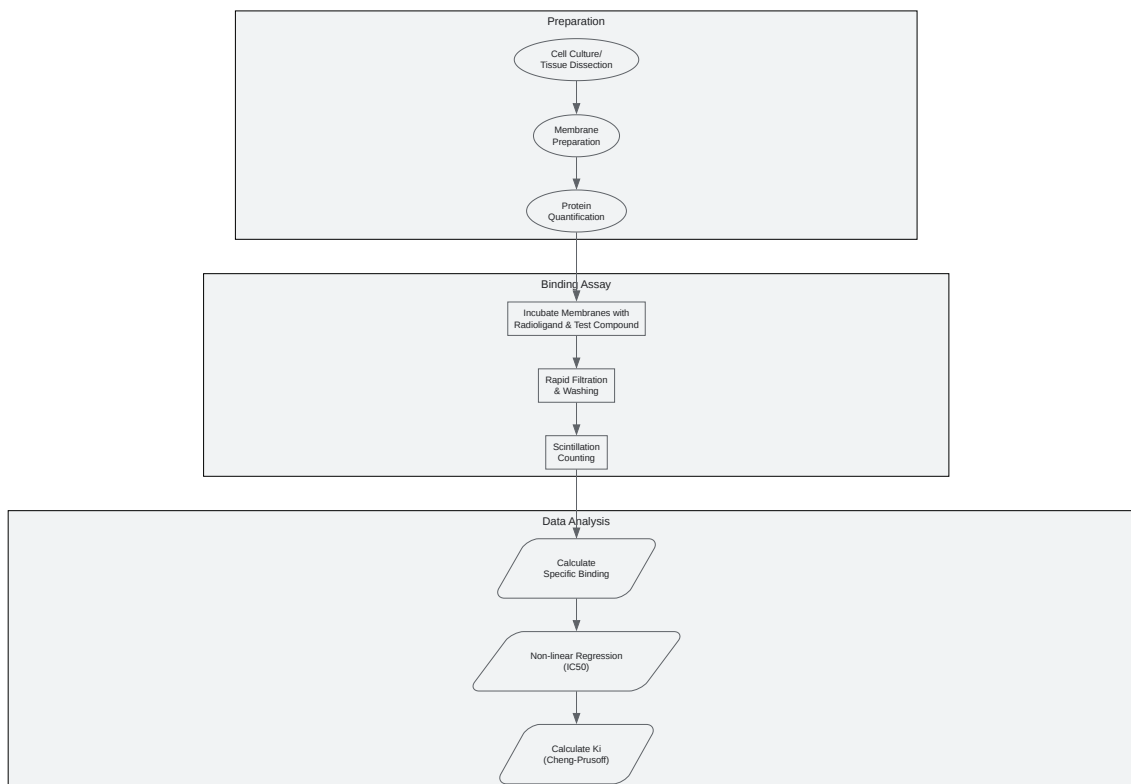 Preparation
Cell Culture/
Tissue Dissection
Membrane
Preparation
Protein
Quantification
Binding Assay
Incubate Membranes with
Radioligand & Test Compound
Rapid Filtration
& Washing
Scintillation
Counting
Data Analysis
Calculate
Specific Binding
Non-linear Regression
(IC50)
Calculate Ki
(Cheng-Prusoff)